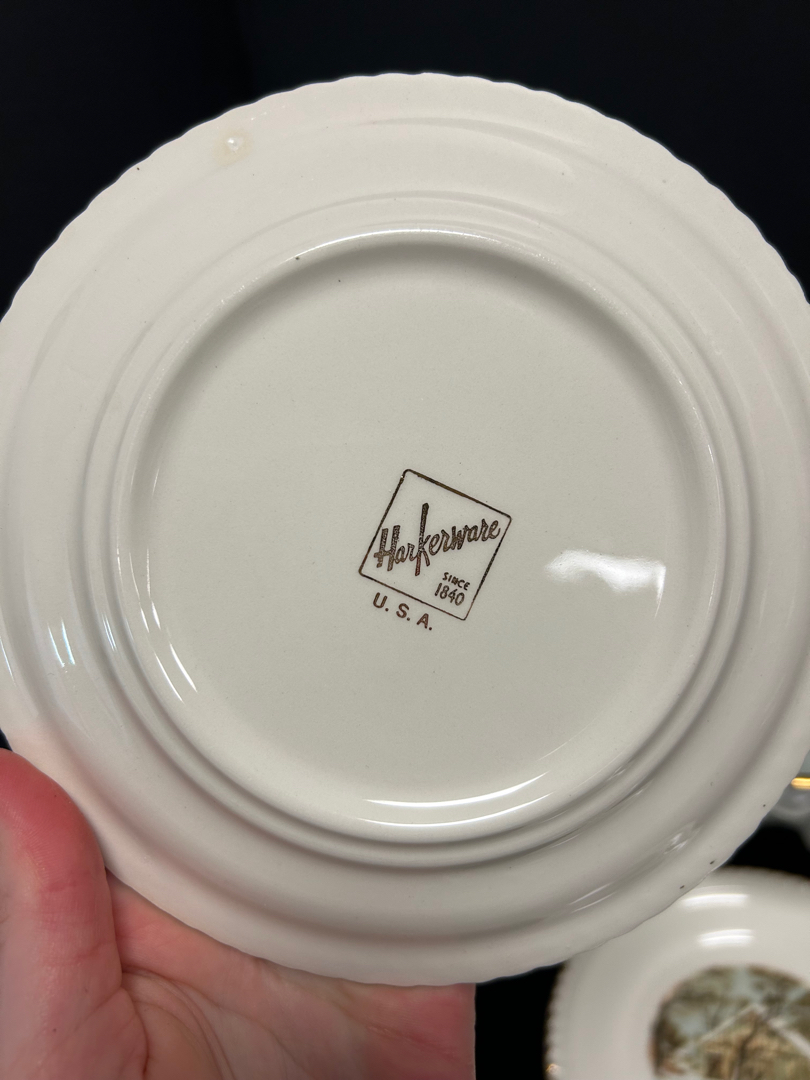 Harkerware
SINCE
1840
U. S. A.